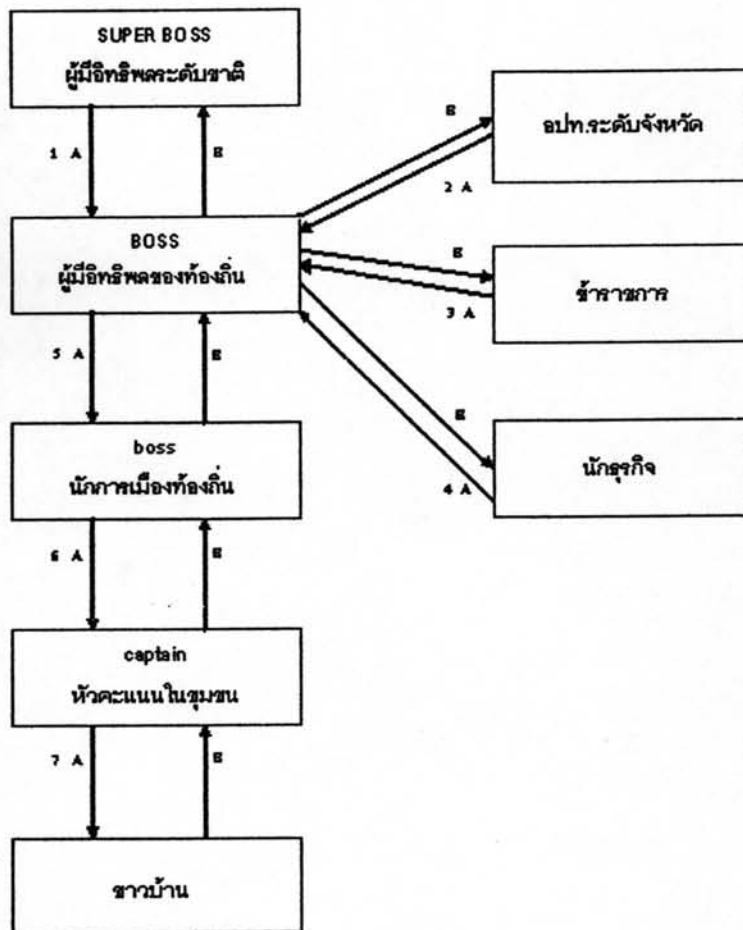 SUPER BOSS
ผู้มีอิทธิพลระดับชาติ
1 A
E
E
อปท.ระดับจังหวัด
2 A
BOSS
ผู้มีอิทธิพลของท้องถิ่น
E
3 A
ข้าราชการ
5 A
E
E
4 A
นักธุรกิจ
boss
นักการเมืองท้องถิ่น
6 A
E
captain
หัวคะแนนในชุมชน
7 A
E
ชาวบ้าน